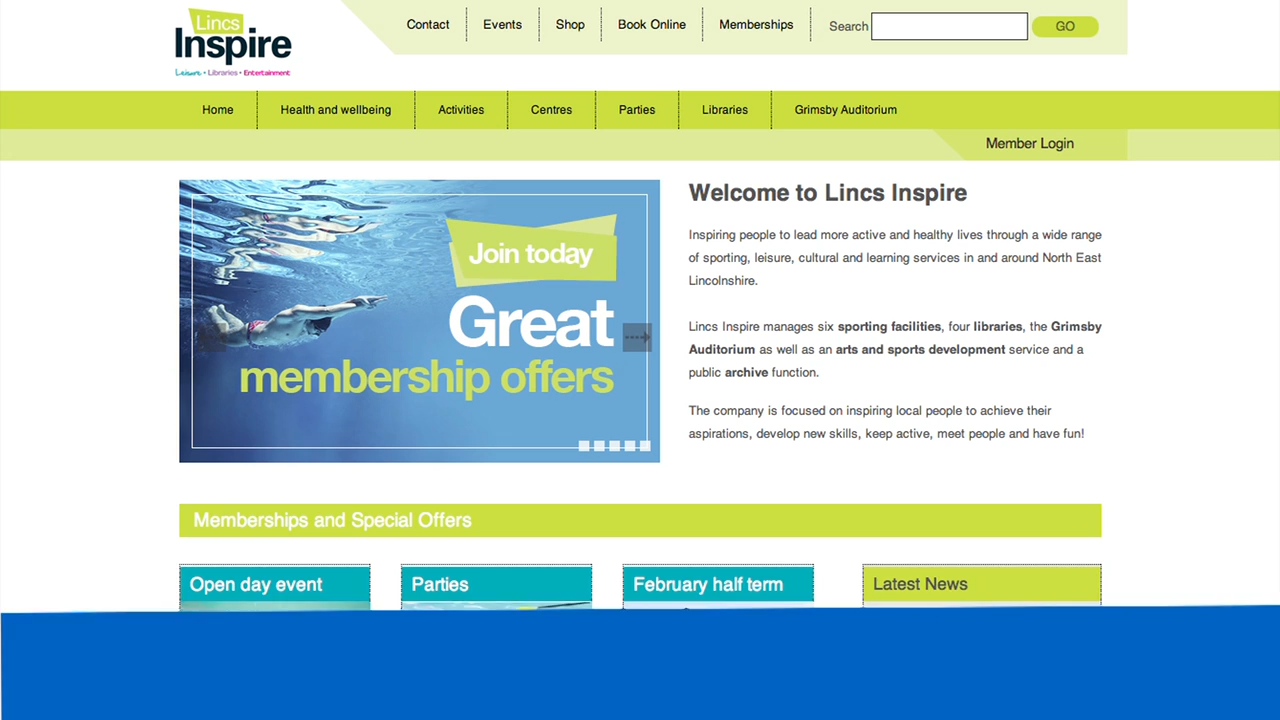 Lincs
Inspire
Leisure • Libraries • Entertainment
Contact
Events
Shop
Book Online
Memberships
Search
GO
Home
Health and wellbeing
Activities
Centres
Parties
Libraries
Grimsby Auditorium
Member Login
Join today
Great
membership offers
Welcome to Lincs Inspire
Inspiring people to lead more active and healthy lives through a wide range
of sporting, leisure, cultural and learning services in and around North East
Lincolnshire.
Lincs Inspire manages six sporting facilities, four libraries, the Grimsby
Auditorium as well as an arts and sports development service and a
public archive function.
The company is focused on inspiring local people to achieve their
aspirations, develop new skills, keep active, meet people and have fun!
Memberships and Special Offers
Open day event
Parties
February half term
Latest News